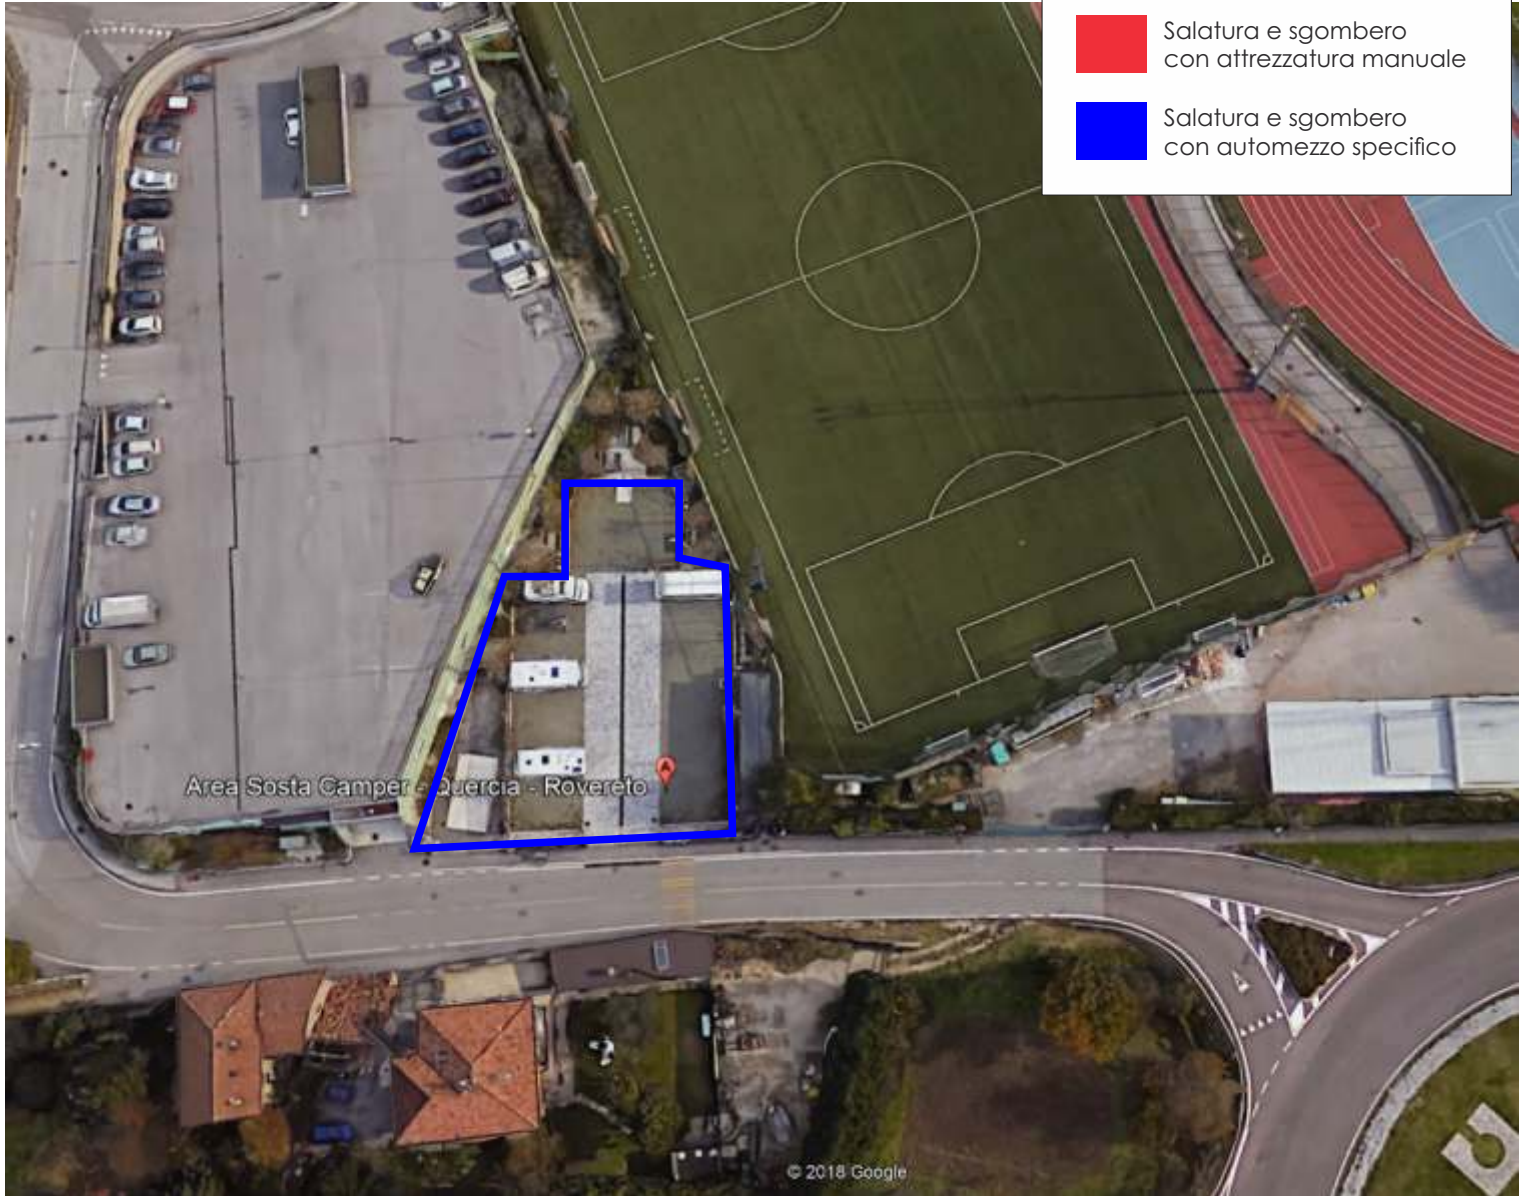 Salatura e sgombero
con attrezzatura manuale
Salatura e sgombero
con automezzo specifico
A
Area Sosta Camper - Quercia - Rovereto
© 2018 Google